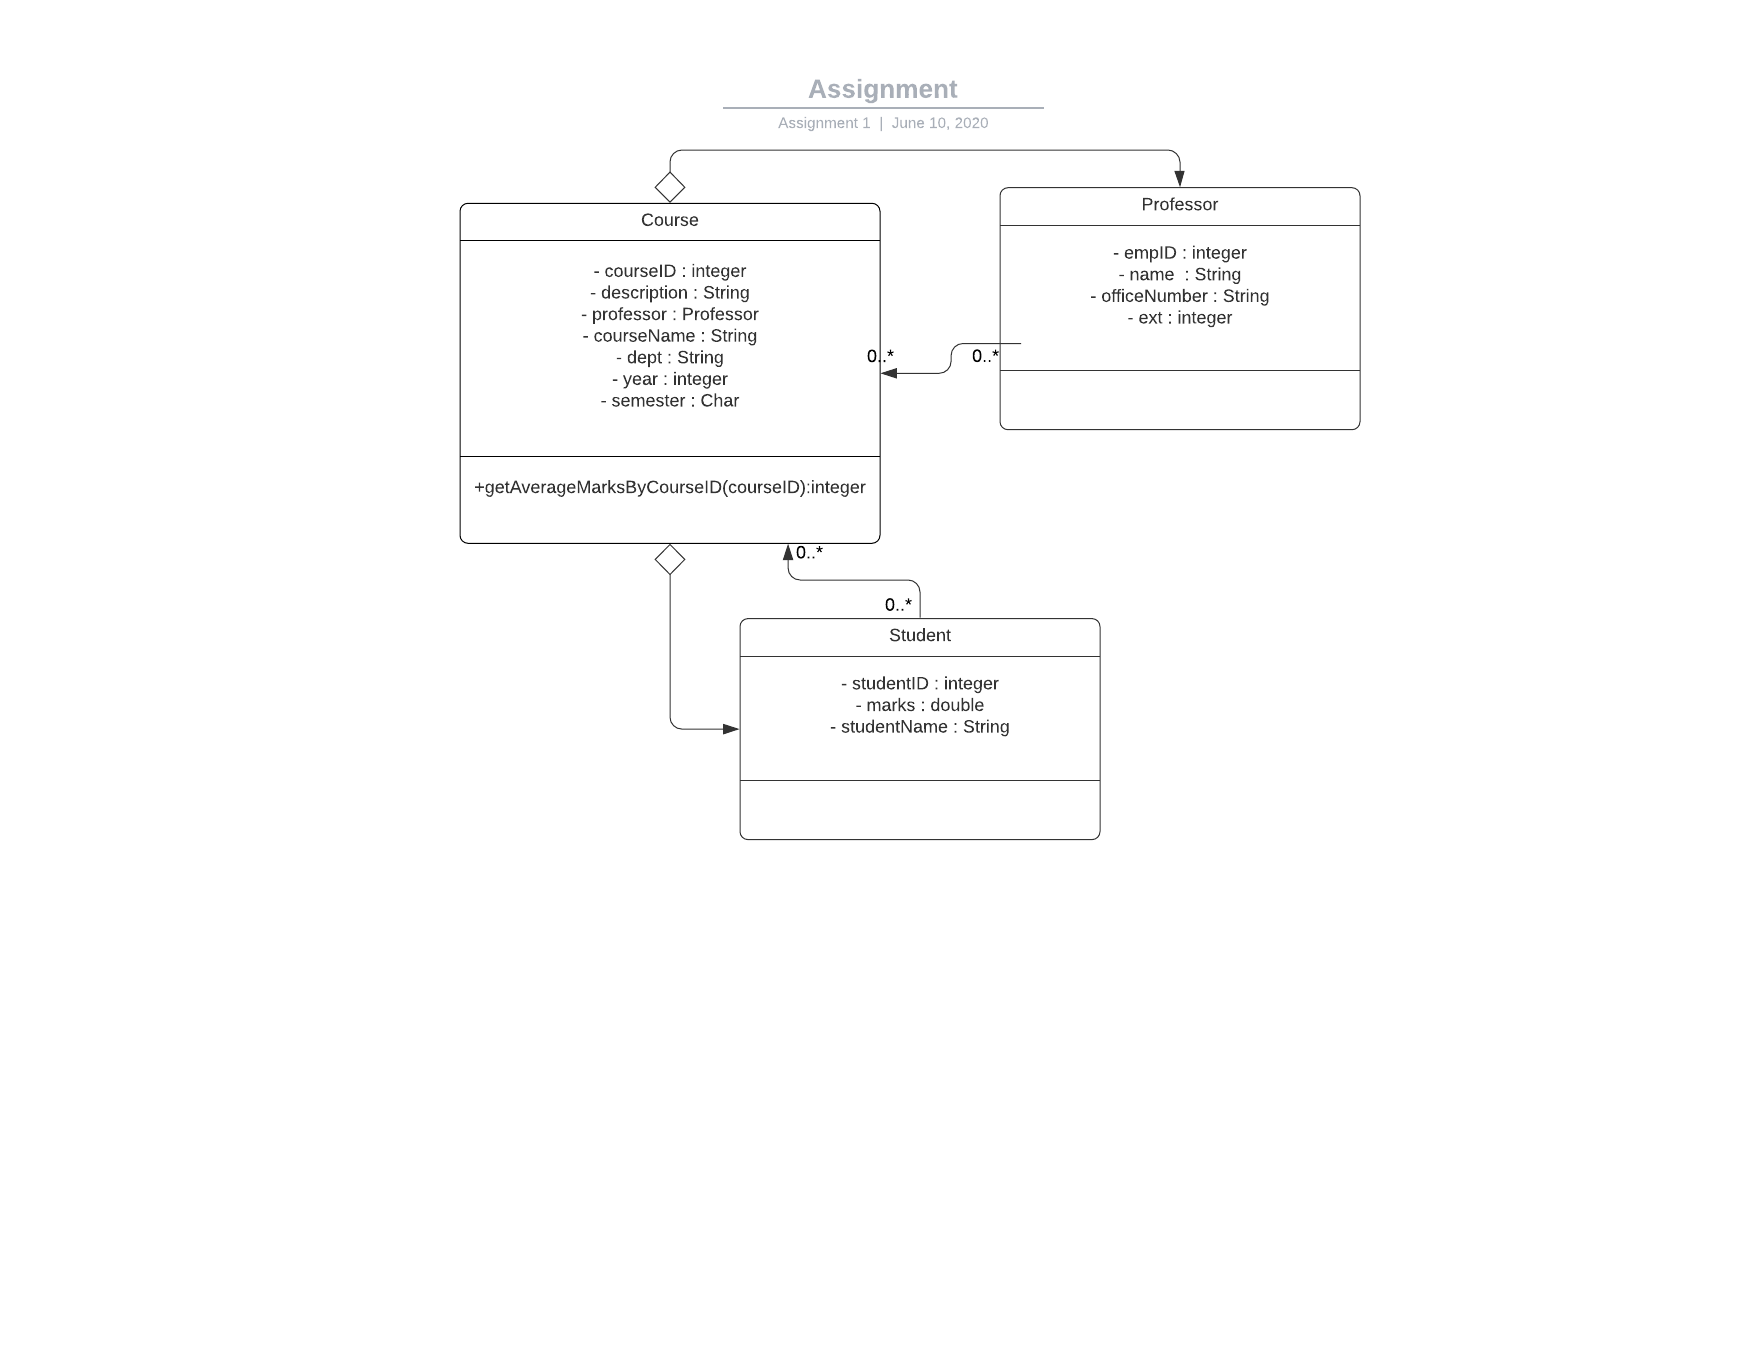 Assignment
Assignment 1 | June 10, 2020
Course
- courseID : integer
- description : String
- professor : Professor
- courseName : String
- dept : String
- year : integer
- semester : Char
+getAverageMarksByCourseID(courseID):integer
Professor
- empID : integer
- name  : String
- officeNumber : String
- ext : integer
0..*
0..*
0..*
0..*
Student
- studentID : integer
- marks : double
- studentName : String